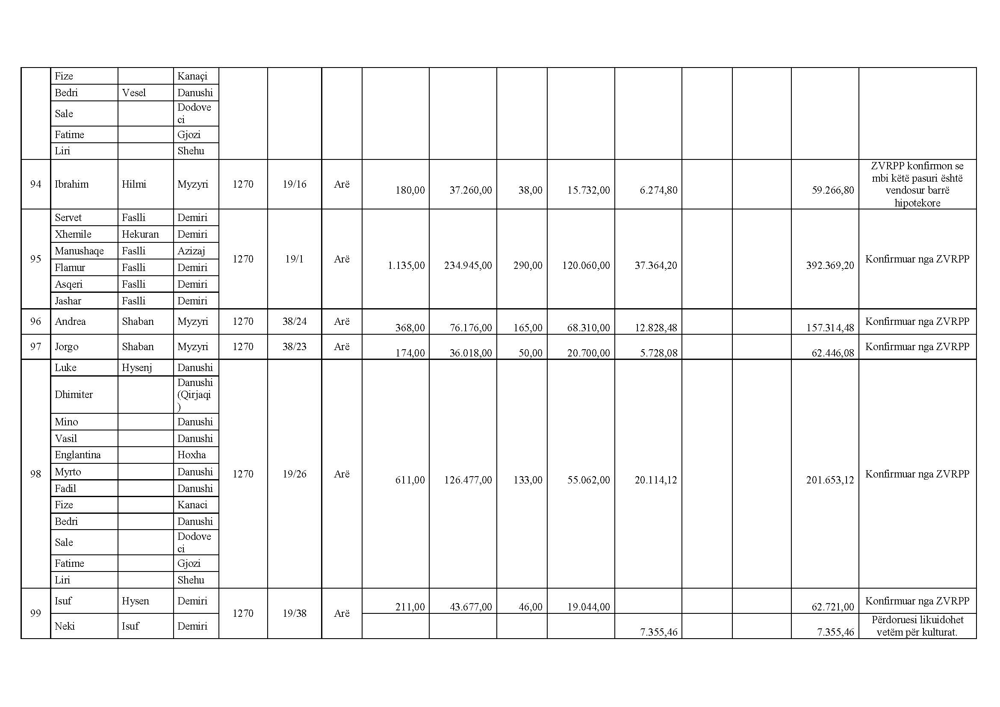 Fize Kanaçi
Bedri Vesel Danushi
Sale Dodove
ci
Fatime Gjozi
Liri Shehu
94 Ibrahim Hilmi Myzyri 1270 19/16 Arë 180,00 37.260,00 38,00 15.732,00 6.274,80 59.266,80 ZVRPP konfirmon se
mbi këtë pasuri është
vendosur barrë
hipotekore
95 1270 19/1 Arë 1.135,00 234.945,00 290,00 120.060,00 37.364,20 392.369,20 Konfirmuar nga ZVRPP
Servet Faslli Demiri
Xhemile Hekuran Demiri
Manushaqe Faslli Azizaj
Flamur Faslli Demiri
Asqeri Faslli Demiri
Jashar Faslli Demiri
96 Andrea Shaban Myzyri 1270 38/24 Arë 368,00 76.176,00 165,00 68.310,00 12.828,48 157.314,48 Konfirmuar nga ZVRPP
97 Jorgo Shaban Myzyri 1270 38/23 Arë 174,00 36.018,00 50,00 20.700,00 5.728,08 62.446,08 Konfirmuar nga ZVRPP
98 1270 19/26 Arë 611,00 126.477,00 133,00 55.062,00 20.114,12 201.653,12 Konfirmuar nga ZVRPP
Luke Hysenj Danushi
Dhimiter Danushi
(Qirjaqi
)
Mino Danushi
Vasil Danushi
Englantina Hoxha
Myrto Danushi
Fadil Danushi
Fize Kanaci
Bedri Danushi
Sale Dodove
ci
Fatime Gjozi
Liri Shehu
99 1270 19/38 Arë
Isuf Hysen Demiri 211,00 43.677,00 46,00 19.044,00 62.721,00 Konfirmuar nga ZVRPP
Neki Isuf Demiri 7.355,46 7.355,46 Përdoruesi likuidohet
vetëm për kulturat.